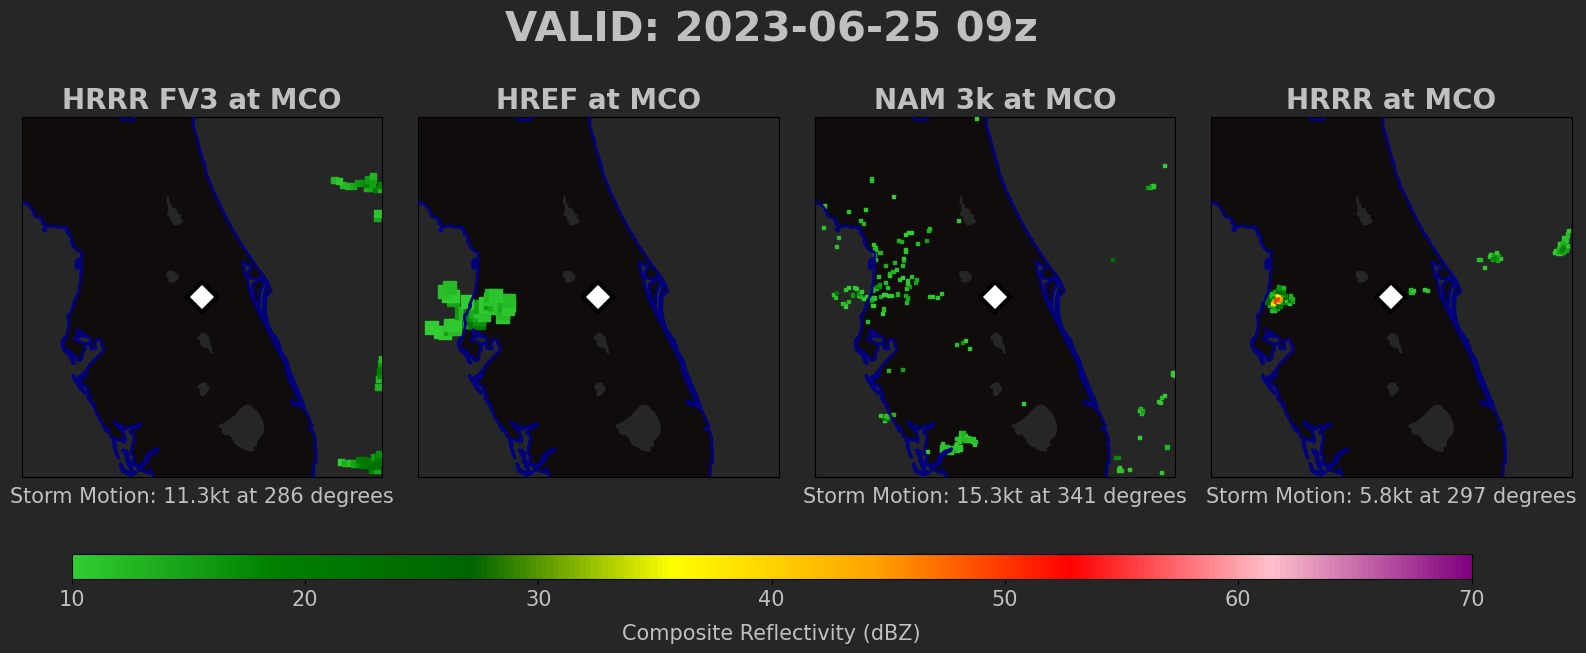 VALID: 2023-06-25 09z
HRRR FV3 at MCO
HREF at MCO
NAM 3k at MCO
HRRR at MCO
Storm Motion: 11.3kt at 286 degrees
Storm Motion: 15.3kt at 341 degrees
Storm Motion: 5.8kt at 297 degrees
10 20 30 40 50 60 70
Composite Reflectivity (dBZ)